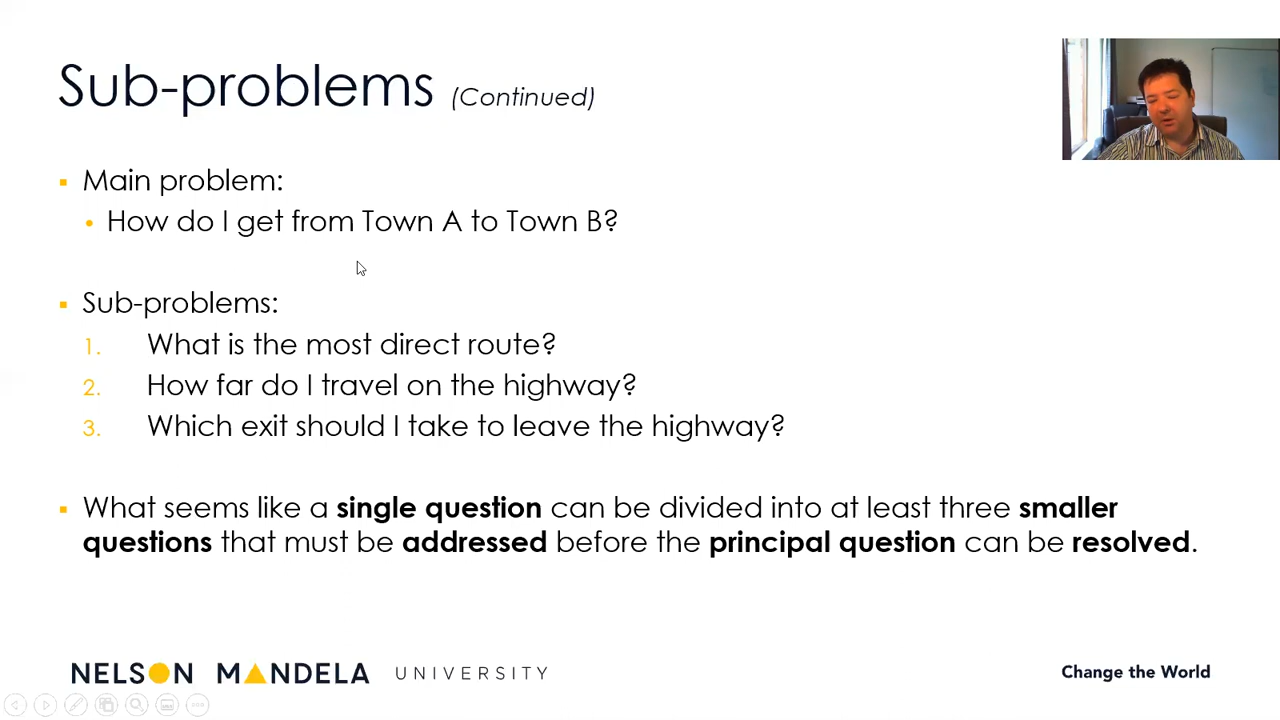 Sub-problems (Continued)
Main problem:
How do I get from Town A to Town B?
Sub-problems:
1. What is the most direct route?
2. How far do I travel on the highway?
3. Which exit should I take to leave the highway?
What seems like a single question can be divided into at least three smaller
questions that must be addressed before the principal question can be resolved.
NELSON MANDELA UNIVERSITY
Change the World